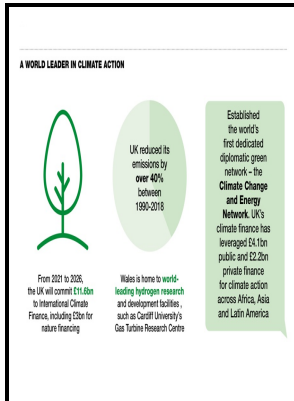 A WORLD LEADER IN CLIMATE ACTION
UK reduced its
emissions by
over 40%
between
1990-2018
Established
the world's
first dedicated
diplomatic green
network – the
Climate Change
and Energy
Network. UK's
climate finance has
leveraged £4.1bn
public and £2.2bn
private finance
for climate action
across Africa, Asia
and Latin America
From 2021 to 2026,
the UK will commit £11.6bn
to International Climate
Finance, including £3bn for
nature financing
Wales is home to world-
leading hydrogen research
and development facilities ,
such as Cardiff University's
Gas Turbine Research Centre